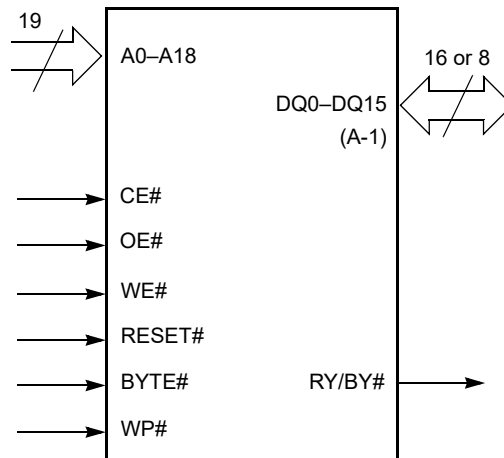 19
A0–A18
16 or 8
DQ0–DQ15
(A-1)
CE#
OE#
WE#
RESET#
BYTE#
RY/BY#
WP#